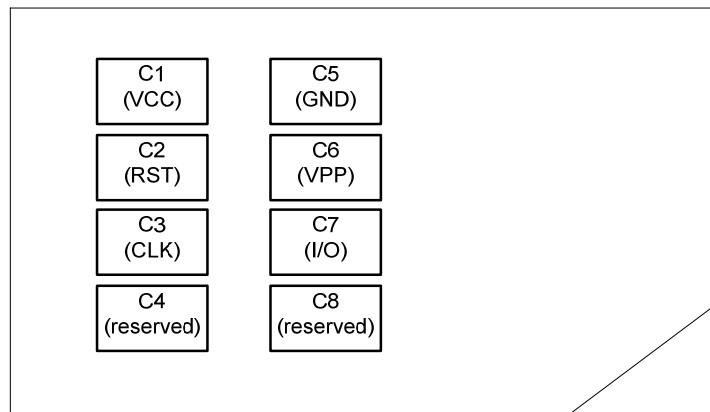 C1
(VCC)
C5
(GND)
C2
(RST)
C6
(VPP)
C3
(CLK)
C7
(I/O)
C4
(reserved)
C8
(reserved)